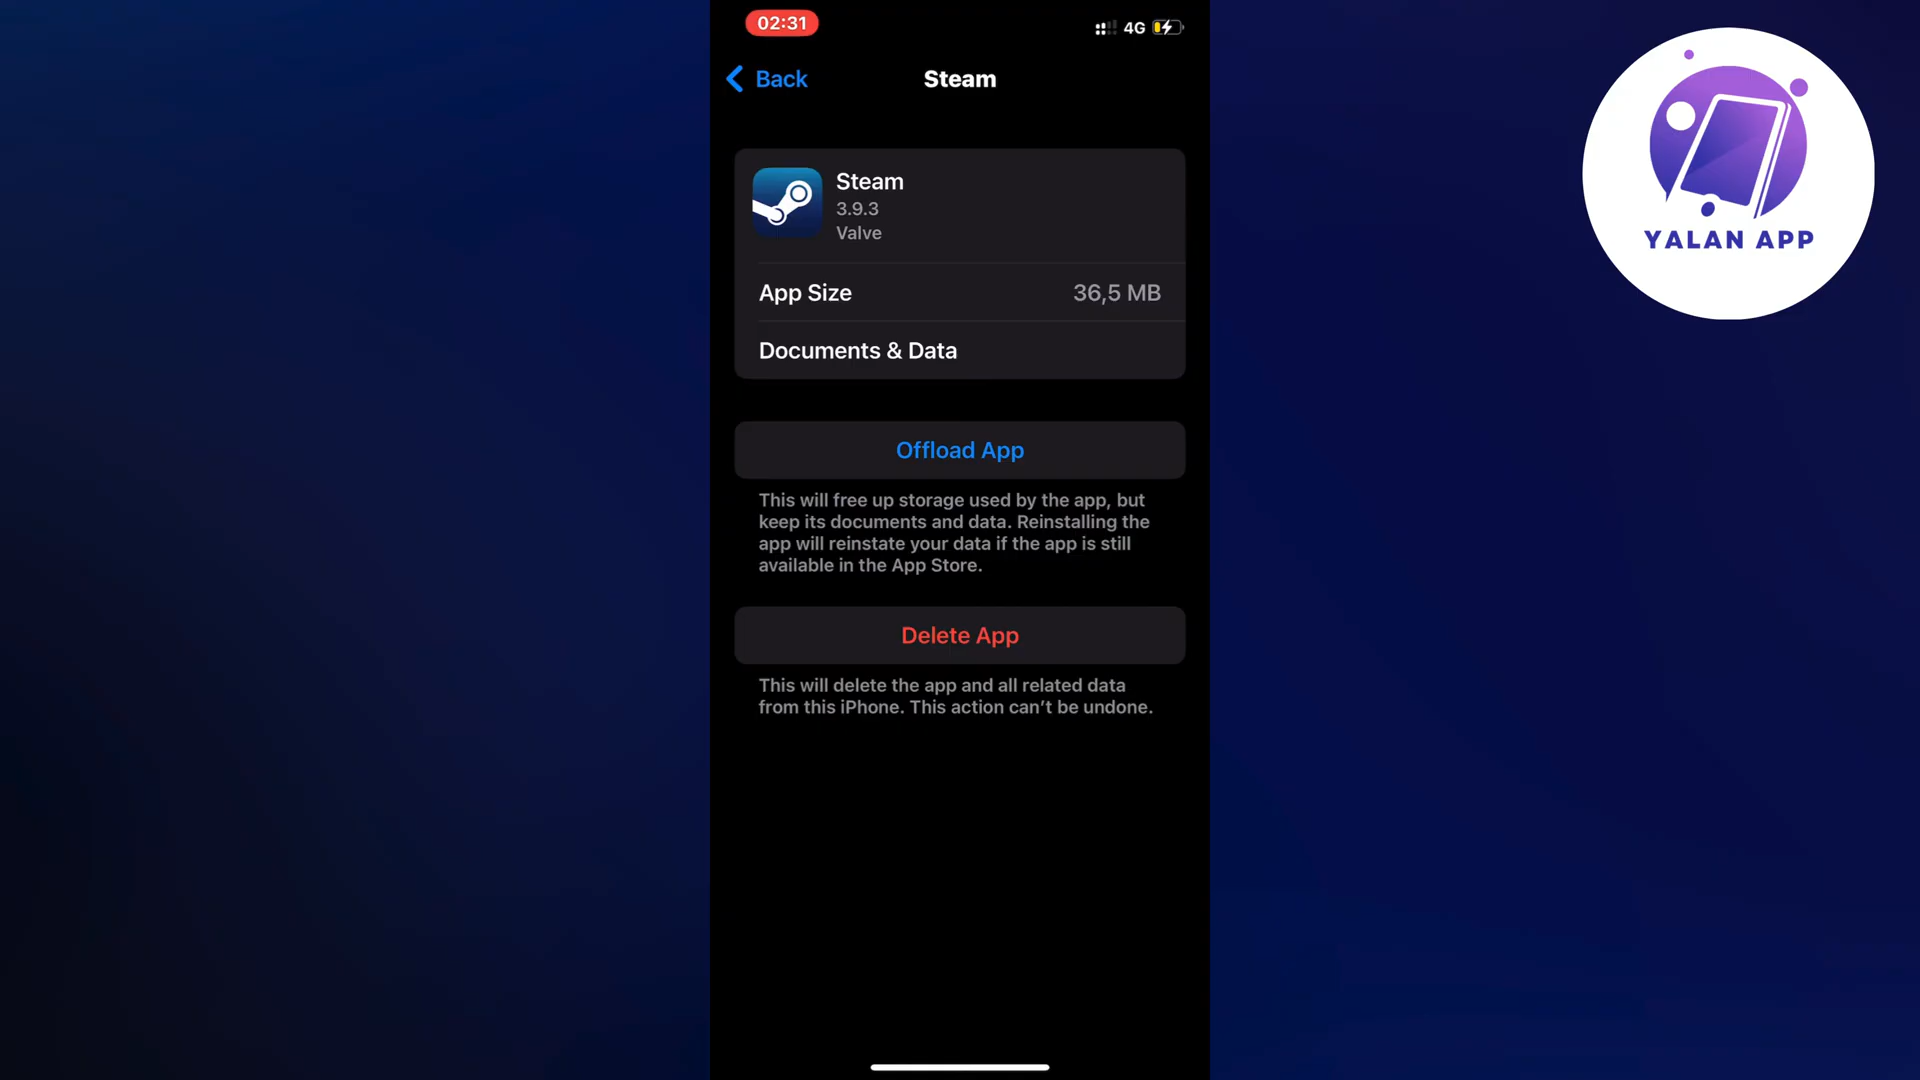 02:31
4G
Back
Steam
Steam
3.9.3
Valve
App Size
36,5 MB
Documents & Data
Offload App
This will free up storage used by the app, but
keep its documents and data. Reinstalling the
app will reinstate your data if the app is still
available in the App Store.
Delete App
This will delete the app and all related data
from this iPhone. This action can’t be undone.
YALAN APP